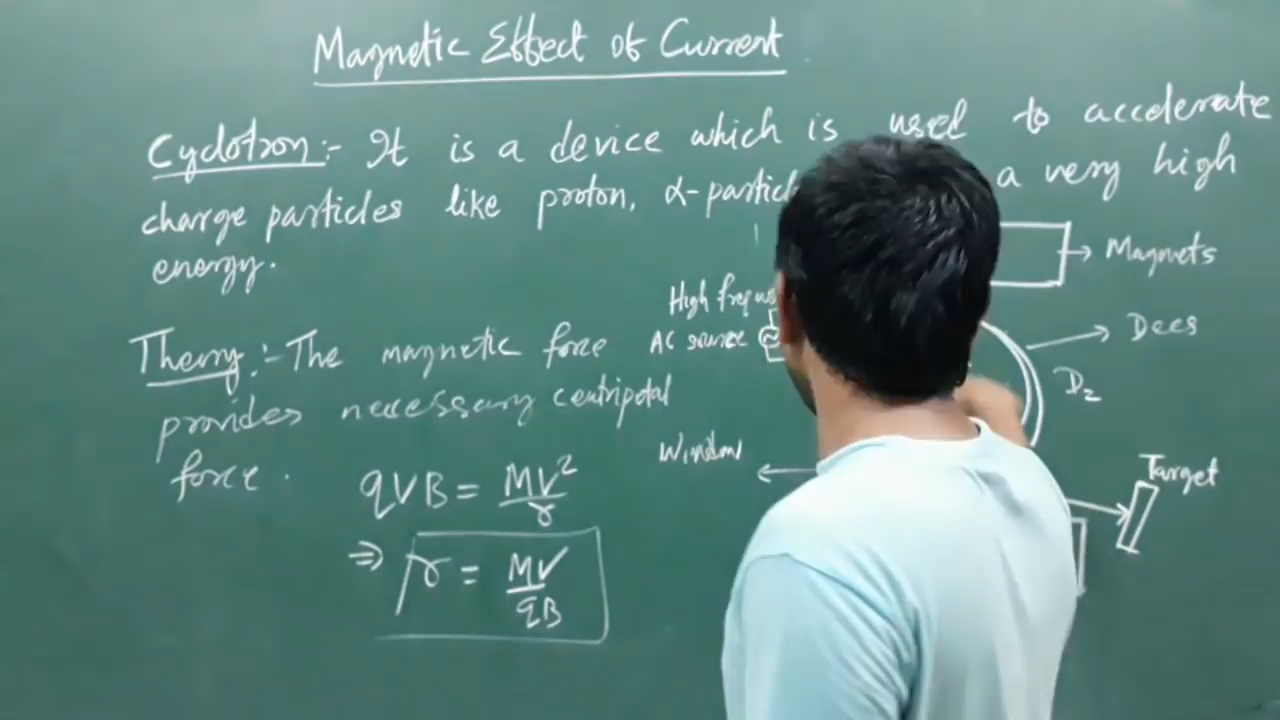 Magnetic Effect of Current
Cyclotron:- It is a device which is used to accelerate
charge particles like proton, α-particl a very high
energy.
Magnets
High frequ
AC source
Dees
D₂
Theory:- The magnetic force
provides necessary centripetal
force.
Window
Target
qVB = MV²/r
⇒ r = MV/qB